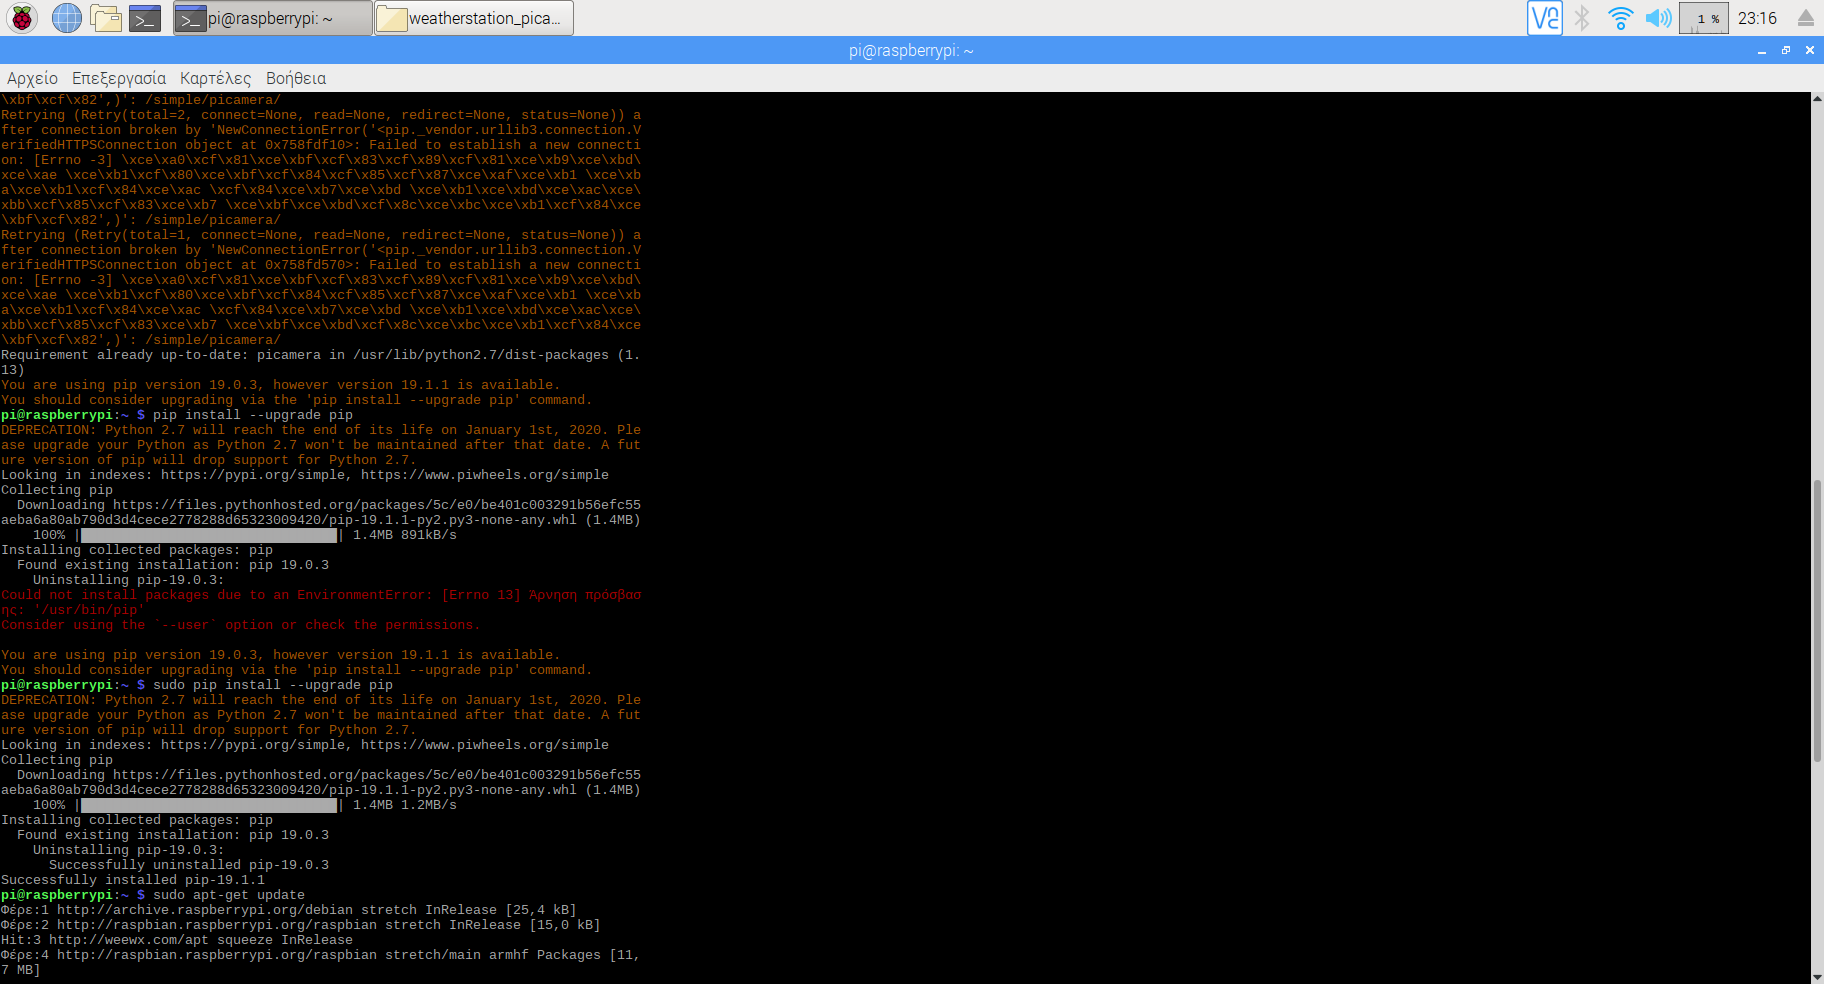 pi@raspberrypi: ~
weatherstation_pica...
1 %
23:16
pi@raspberrypi: ~
Αρχείο Επεξεργασία Καρτέλες Βοήθεια
\xbf\xcf\x82',)': /simple/picamera/
Retrying (Retry(total=2, connect=None, read=None, redirect=None, status=None)) a
fter connection broken by 'NewConnectionError('<pip._vendor.urllib3.connection.V
erifiedHTTPSConnection object at 0x758fdf10>: Failed to establish a new connecti
on: [Errno -3] \xce\xa0\xcf\x81\xce\xbf\xcf\x83\xcf\x89\xcf\x81\xce\xb9\xce\xbd\
xce\xae \xce\xb1\xcf\x80\xce\xbf\xcf\x84\xcf\x85\xcf\x87\xce\xaf\xce\xb1 \xce\xb
a\xce\xb1\xcf\x84\xce\xac \xcf\x84\xce\xb7\xce\xbd \xce\xb1\xce\xbd\xce\xac\xce\
xbb\xcf\x85\xcf\x83\xce\xb7 \xce\xbf\xce\xbd\xcf\x8c\xce\xbc\xce\xb1\xcf\x84\xce
\xbf\xcf\x82',)': /simple/picamera/
Retrying (Retry(total=1, connect=None, read=None, redirect=None, status=None)) a
fter connection broken by 'NewConnectionError('<pip._vendor.urllib3.connection.V
erifiedHTTPSConnection object at 0x758fd570>: Failed to establish a new connecti
on: [Errno -3] \xce\xa0\xcf\x81\xce\xbf\xcf\x83\xcf\x89\xcf\x81\xce\xb9\xce\xbd\
xce\xae \xce\xb1\xcf\x80\xce\xbf\xcf\x84\xcf\x85\xcf\x87\xce\xaf\xce\xb1 \xce\xb
a\xce\xb1\xcf\x84\xce\xac \xcf\x84\xce\xb7\xce\xbd \xce\xb1\xce\xbd\xce\xac\xce\
xbb\xcf\x85\xcf\x83\xce\xb7 \xce\xbf\xce\xbd\xcf\x8c\xce\xbc\xce\xb1\xcf\x84\xce
\xbf\xcf\x82',)': /simple/picamera/
Requirement already up-to-date: picamera in /usr/lib/python2.7/dist-packages (1.
13)
You are using pip version 19.0.3, however version 19.1.1 is available.
You should consider upgrading via the 'pip install --upgrade pip' command.
pi@raspberrypi:~ $ pip install --upgrade pip
DEPRECATION: Python 2.7 will reach the end of its life on January 1st, 2020. Ple
ase upgrade your Python as Python 2.7 won't be maintained after that date. A fut
ure version of pip will drop support for Python 2.7.
Looking in indexes: https://pypi.org/simple, https://www.piwheels.org/simple
Collecting pip
  Downloading https://files.pythonhosted.org/packages/5c/e0/be401c003291b56efc55
aeba6a80ab790d3d4cece2778288d65323009420/pip-19.1.1-py2.py3-none-any.whl (1.4MB)
    100% |████████████████████████████████| 1.4MB 891kB/s
Installing collected packages: pip
  Found existing installation: pip 19.0.3
    Uninstalling pip-19.0.3:
Could not install packages due to an EnvironmentError: [Errno 13] Άρνηση πρόσβασ
ης: '/usr/bin/pip'
Consider using the `--user` option or check the permissions.
You are using pip version 19.0.3, however version 19.1.1 is available.
You should consider upgrading via the 'pip install --upgrade pip' command.
pi@raspberrypi:~ $ sudo pip install --upgrade pip
DEPRECATION: Python 2.7 will reach the end of its life on January 1st, 2020. Ple
ase upgrade your Python as Python 2.7 won't be maintained after that date. A fut
ure version of pip will drop support for Python 2.7.
Looking in indexes: https://pypi.org/simple, https://www.piwheels.org/simple
Collecting pip
  Downloading https://files.pythonhosted.org/packages/5c/e0/be401c003291b56efc55
aeba6a80ab790d3d4cece2778288d65323009420/pip-19.1.1-py2.py3-none-any.whl (1.4MB)
    100% |████████████████████████████████| 1.4MB 1.2MB/s
Installing collected packages: pip
  Found existing installation: pip 19.0.3
    Uninstalling pip-19.0.3:
      Successfully uninstalled pip-19.0.3
Successfully installed pip-19.1.1
pi@raspberrypi:~ $ sudo apt-get update
Φέρε:1 http://archive.raspberrypi.org/debian stretch InRelease [25,4 kB]
Φέρε:2 http://raspbian.raspberrypi.org/raspbian stretch InRelease [15,0 kB]
Hit:3 http://weewx.com/apt squeeze InRelease
Φέρε:4 http://raspbian.raspberrypi.org/raspbian stretch/main armhf Packages [11,
7 MB]